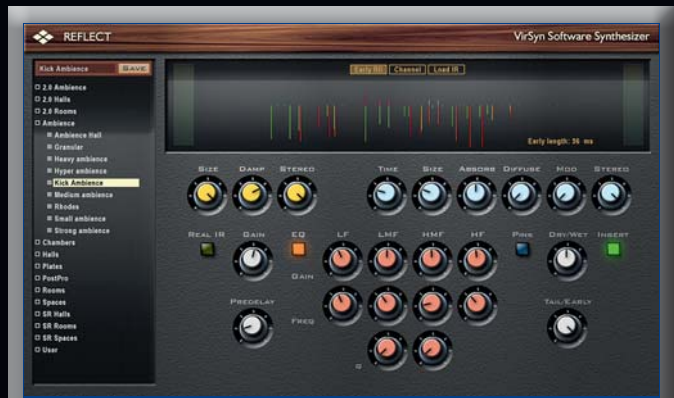 REFLECT
VirSyn Software Synthesizer
Kick Ambience SAVE
2.0 Ambience
2.0 Halls
2.0 Rooms
Ambience
Ambience Hall
Granular
Heavy ambience
Hyper ambience
Kick Ambience
Medium ambience
Rhodes
Small ambience
Strong ambience
Chambers
Halls
Plates
PostPro
Rooms
Spaces
SR Halls
SR Rooms
SR Spaces
User
Early IR Channel Load IR
Early length: 56 ms
SIZE DAMP STEREO TIME SIZE ABSORB DIFFUSE MOD STEREO
REAL IR GAIN EQ LF LMF HMF HF PINK DRY/WET INSERT
GAIN
PREDELAY FREQ TAIL/EARLY
Q